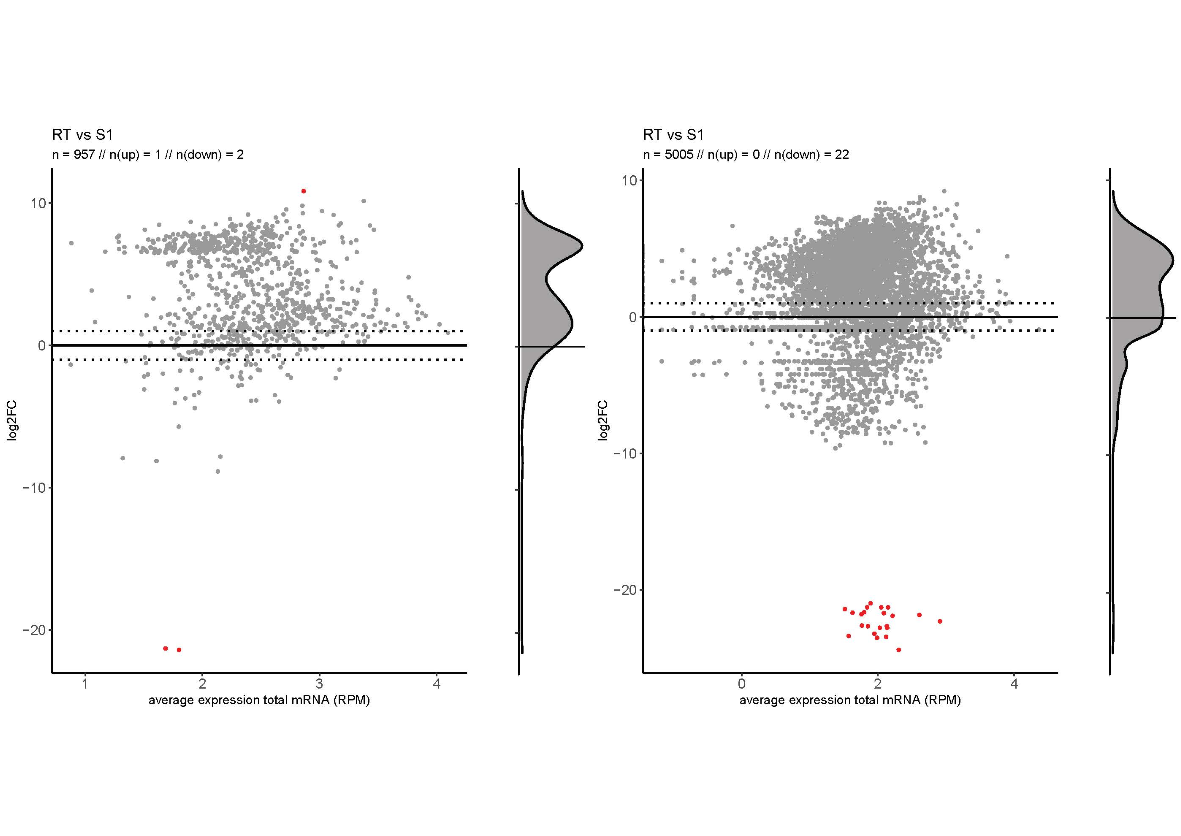 RT vs S1
n = 957 // n(up) = 1 // n(down) = 2
10
0
−10
−20
log2FC
1
2
3
4
average expression total mRNA (RPM)
RT vs S1
n = 5005 // n(up) = 0 // n(down) = 22
10
0
−10
−20
log2FC
0
2
4
average expression total mRNA (RPM)